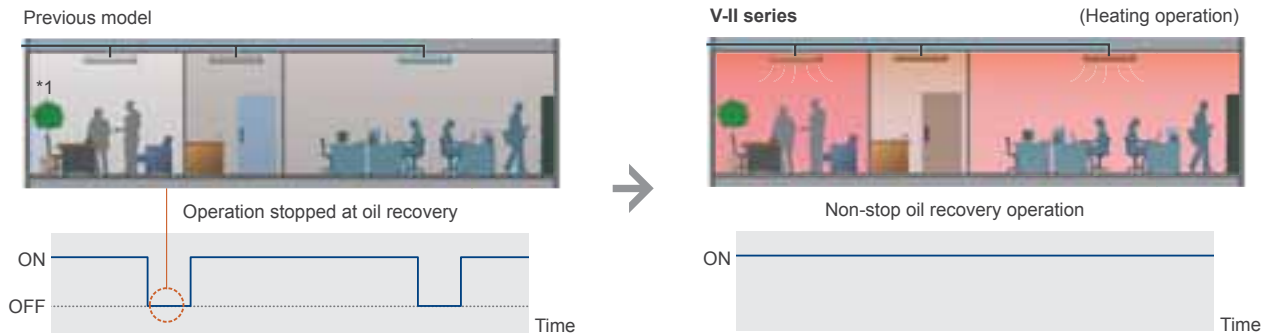 Previous model
*1
Operation stopped at oil recovery
ON
OFF
Time
V-II series (Heating operation)
Non-stop oil recovery operation
ON
Time